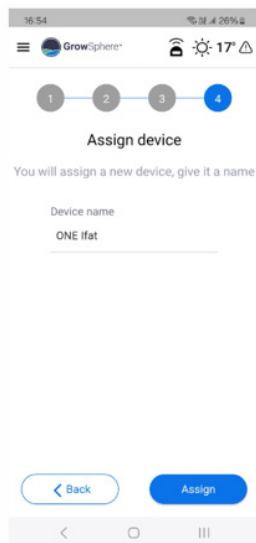 16:54
26%
GrowSphere™
17°
1 2 3 4
Assign device
You will assign a new device, give it a name
Device name
ONE Ifat
Back
Assign